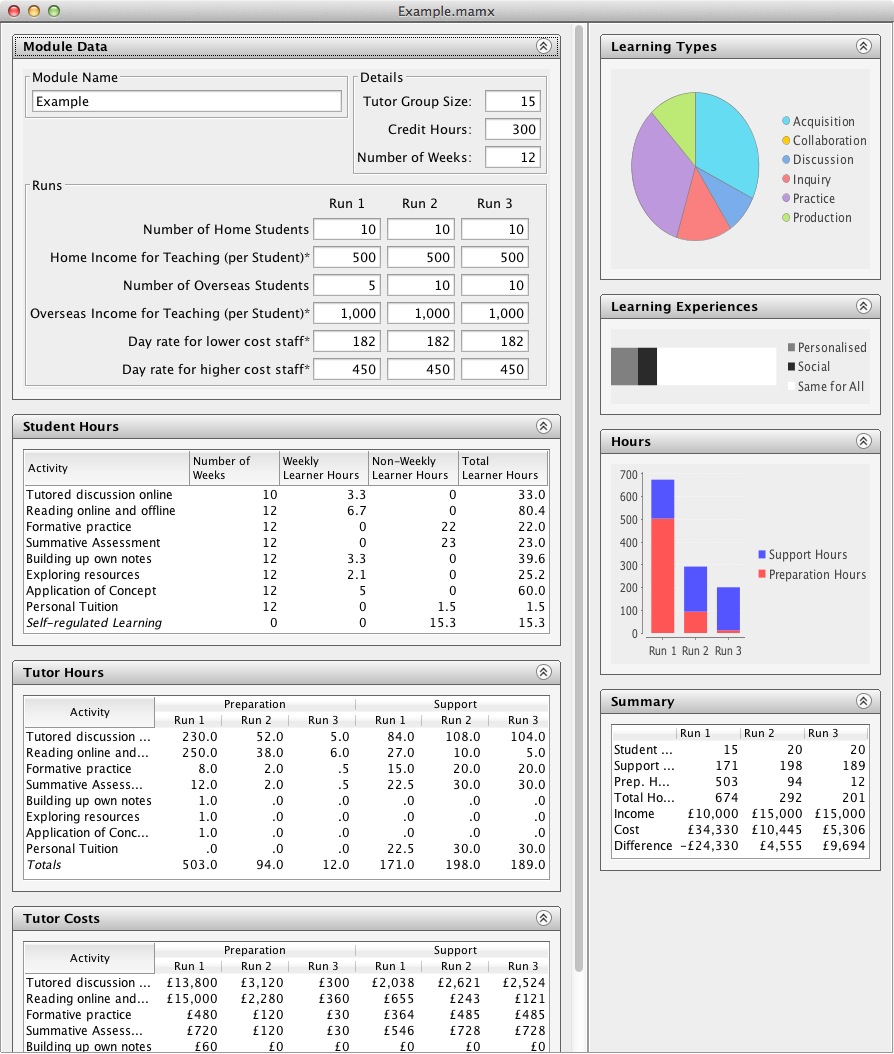 Example.mamx
Module Data
Module Name
Example
Details
Tutor Group Size: 15
Credit Hours: 300
Number of Weeks: 12
Runs
Run 1 Run 2 Run 3
Number of Home Students 10 10 10
Home Income for Teaching (per Student)* 500 500 500
Number of Overseas Students 5 10 10
Overseas Income for Teaching (per Student)* 1,000 1,000 1,000
Day rate for lower cost staff* 182 182 182
Day rate for higher cost staff* 450 450 450
Student Hours
Activity Number of Weeks Weekly Learner Hours Non-Weekly Learner Hours Total Learner Hours
Tutored discussion online 10 3.3 0 33.0
Reading online and offline 12 6.7 0 80.4
Formative practice 12 0 22 22.0
Summative Assessment 12 0 23 23.0
Building up own notes 12 3.3 0 39.6
Exploring resources 12 2.1 0 25.2
Application of Concept 12 5 0 60.0
Personal Tuition 12 0 1.5 1.5
Self-regulated Learning 0 0 15.3 15.3
Tutor Hours
Activity Preparation Support
Run 1 Run 2 Run 3 Run 1 Run 2 Run 3
Tutored discussion ... 230.0 52.0 5.0 84.0 108.0 104.0
Reading online and... 250.0 38.0 6.0 27.0 10.0 5.0
Formative practice 8.0 2.0 .5 15.0 20.0 20.0
Summative Assess... 12.0 2.0 .5 22.5 30.0 30.0
Building up own notes 1.0 .0 .0 .0 .0 .0
Exploring resources 1.0 .0 .0 .0 .0 .0
Application of Conc... 1.0 .0 .0 .0 .0 .0
Personal Tuition .0 .0 .0 22.5 30.0 30.0
Totals 503.0 94.0 12.0 171.0 198.0 189.0
Tutor Costs
Activity Preparation Support
Run 1 Run 2 Run 3 Run 1 Run 2 Run 3
Tutored discussion ... £13,800 £3,120 £300 £2,038 £2,621 £2,524
Reading online and... £15,000 £2,280 £360 £655 £243 £121
Formative practice £480 £120 £30 £364 £485 £485
Summative Assess... £720 £120 £30 £546 £728 £728
Building up own notes £60 £0 £0 £0 £0 £0
Learning Types
Acquisition
Collaboration
Discussion
Inquiry
Practice
Production
Learning Experiences
Personalised
Social
Same for All
Hours
700
600
500
400
300
200
100
0
Run 1 Run 2 Run 3
Support Hours
Preparation Hours
Summary
Run 1 Run 2 Run 3
Student ... 15 20 20
Support ... 171 198 189
Prep. H... 503 94 12
Total Ho... 674 292 201
Income £10,000 £15,000 £15,000
Cost £34,330 £10,445 £5,306
Difference -£24,330 £4,555 £9,694